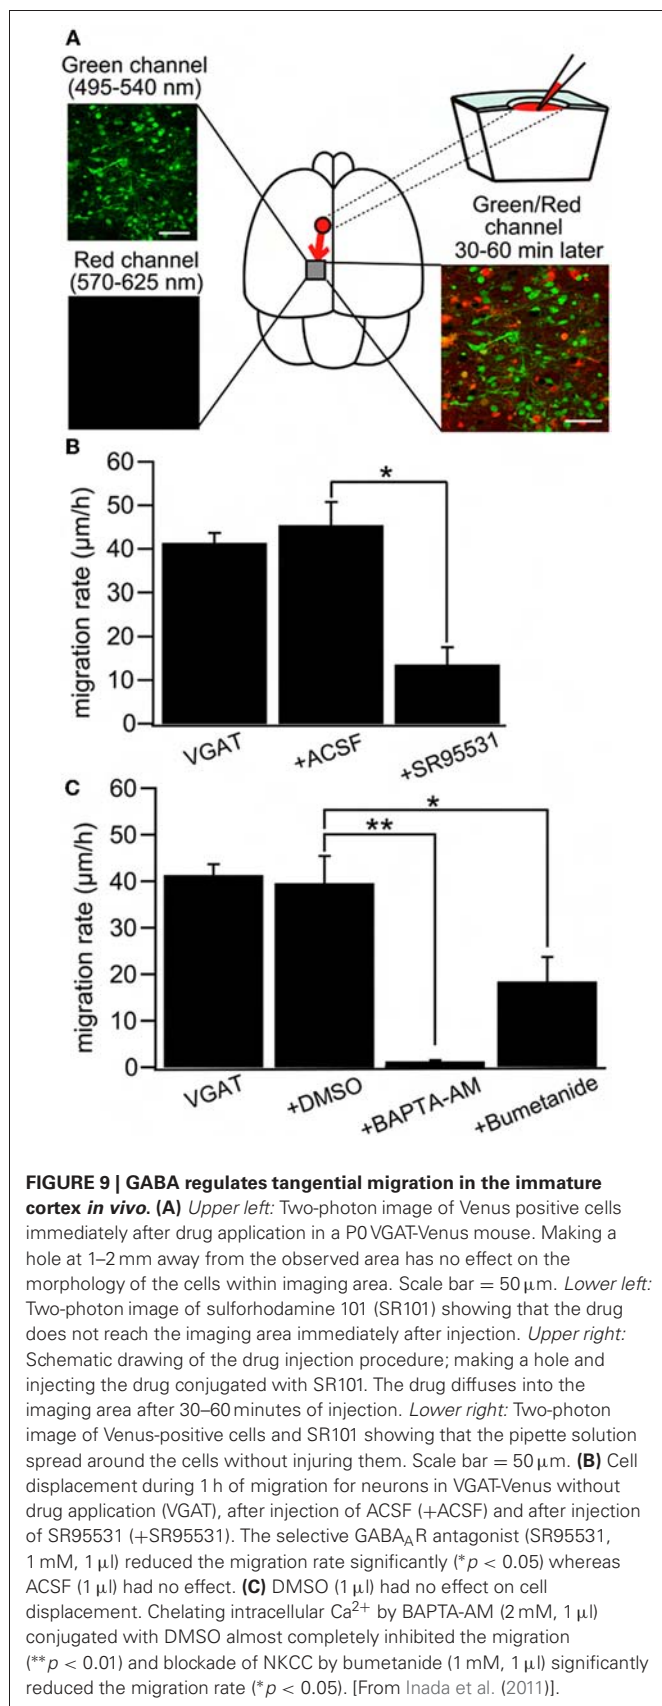 A
Green channel
(495-540 nm)
Red channel
(570-625 nm)
Green/Red
channel
30-60 min later
B
60
50
40
30
20
10
0
migration rate (μm/h)
*
VGAT
+ACSF
+SR95531
C
60
50
40
30
20
10
0
migration rate (μm/h)
*
**
VGAT
+DMSO
+BAPTA-AM
+Bumetanide
FIGURE 9 | GABA regulates tangential migration in the immature
cortex in vivo. (A) Upper left: Two-photon image of Venus positive cells
immediately after drug application in a P0 VGAT-Venus mouse. Making a
hole at 1–2 mm away from the observed area has no effect on the
morphology of the cells within imaging area. Scale bar = 50 μm. Lower left:
Two-photon image of sulforhodamine 101 (SR101) showing that the drug
does not reach the imaging area immediately after injection. Upper right:
Schematic drawing of the drug injection procedure; making a hole and
injecting the drug conjugated with SR101. The drug diffuses into the
imaging area after 30–60 minutes of injection. Lower right: Two-photon
image of Venus-positive cells and SR101 showing that the pipette solution
spread around the cells without injuring them. Scale bar = 50 μm. (B) Cell
displacement during 1 h of migration for neurons in VGAT-Venus without
drug application (VGAT), after injection of ACSF (+ACSF) and after injection
of SR95531 (+SR95531). The selective GABA_AR antagonist (SR95531,
1 mM, 1 μl) reduced the migration rate significantly (*p < 0.05) whereas
ACSF (1 μl) had no effect. (C) DMSO (1 μl) had no effect on cell
displacement. Chelating intracellular Ca²⁺ by BAPTA-AM (2 mM, 1 μl)
conjugated with DMSO almost completely inhibited the migration
(**p < 0.01) and blockade of NKCC by bumetanide (1 mM, 1 μl) significantly
reduced the migration rate (*p < 0.05). [From Inada et al. (2011)].